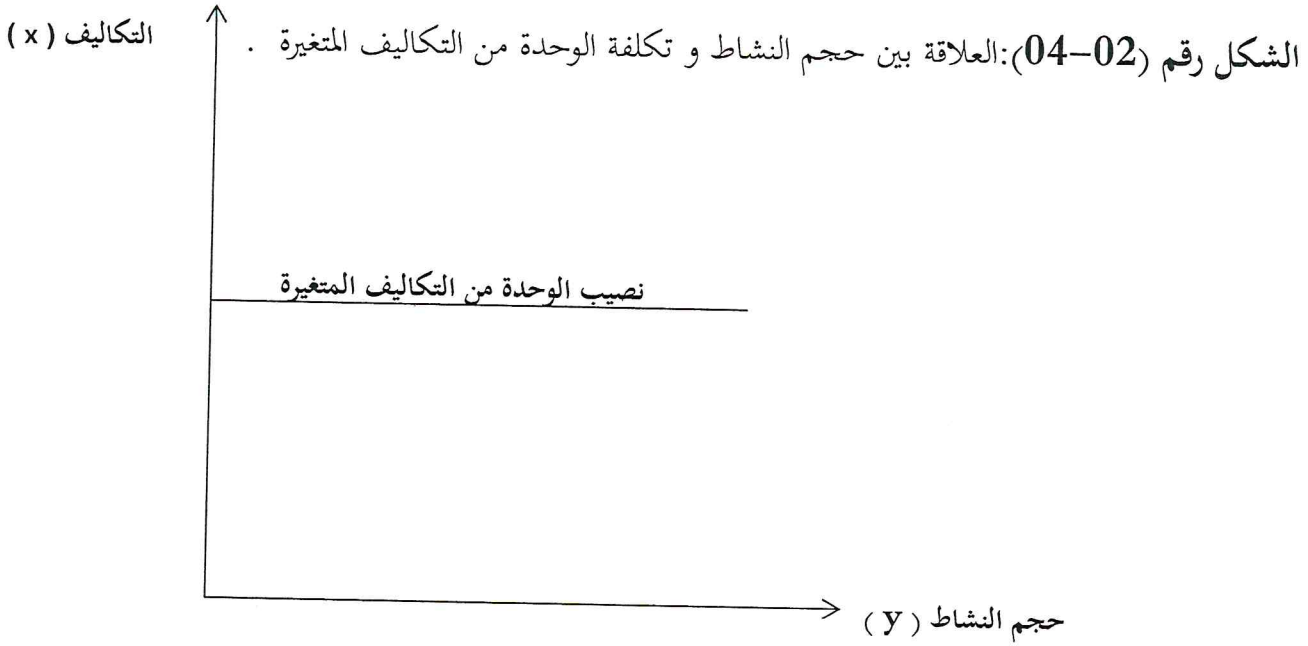 الشكل رقم (02–04):العلاقة بين حجم النشاط و تكلفة الوحدة من التكاليف المتغيرة .
التكاليف ( x )
نصيب الوحدة من التكاليف المتغيرة
حجم النشاط ( y )